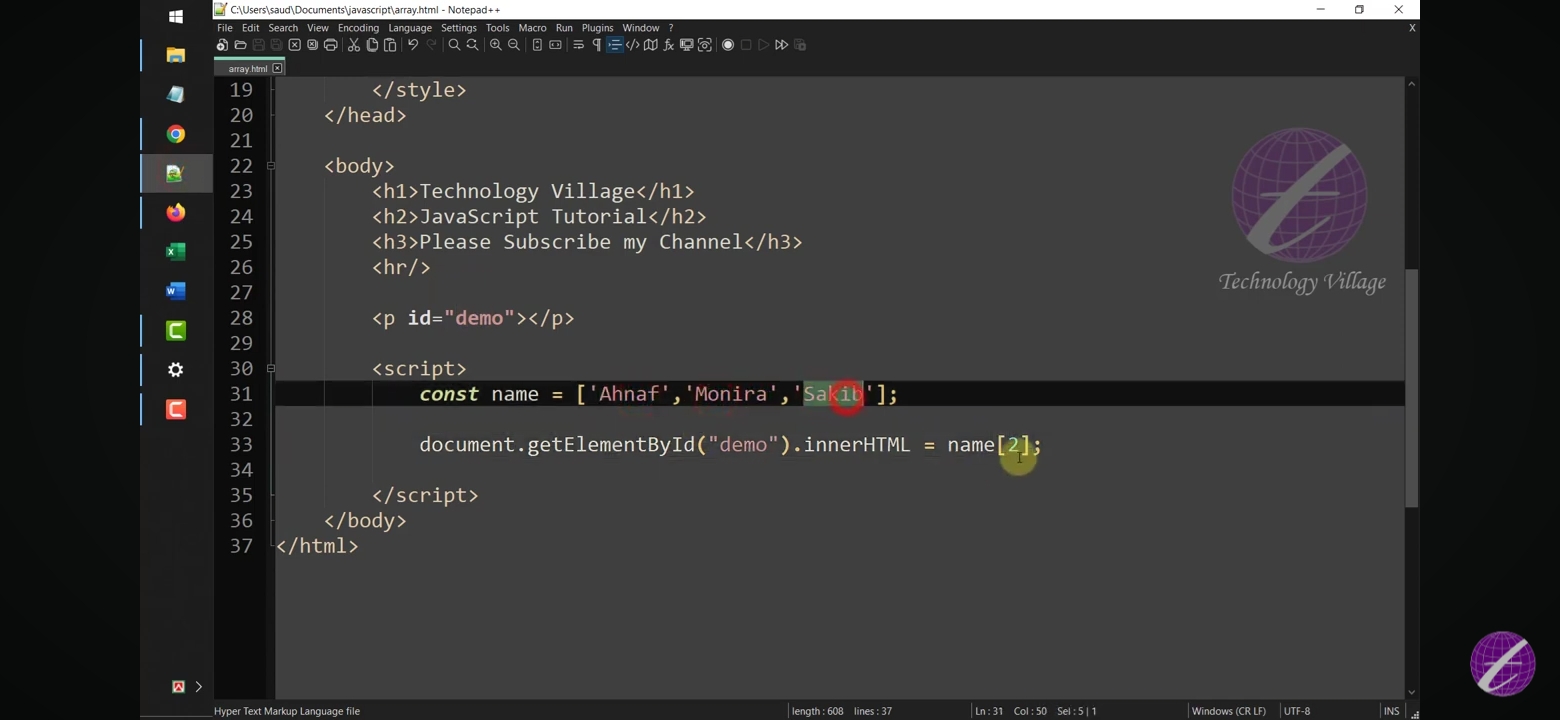 C:\Users\saud\Documents\javascript\array.html - Notepad++
File Edit Search View Encoding Language Settings Tools Macro Run Plugins Window ? X
array.html
19 </style>
20 </head>
21
22 <body>
23 <h1>Technology Village</h1>
24 <h2>JavaScript Tutorial</h2>
25 <h3>Please Subscribe my Channel</h3>
26 <hr/>
27
28 <p id="demo"></p>
29
30 <script>
31 const name = ['Ahnaf','Monira','Sakib'];
32
33 document.getElementById("demo").innerHTML = name[2];
34
35 </script>
36 </body>
37 </html>
Technology Village
Hyper Text Markup Language file length : 608 lines : 37 Ln : 31 Col : 50 Sel : 5 | 1 Windows (CR LF) UTF-8 INS